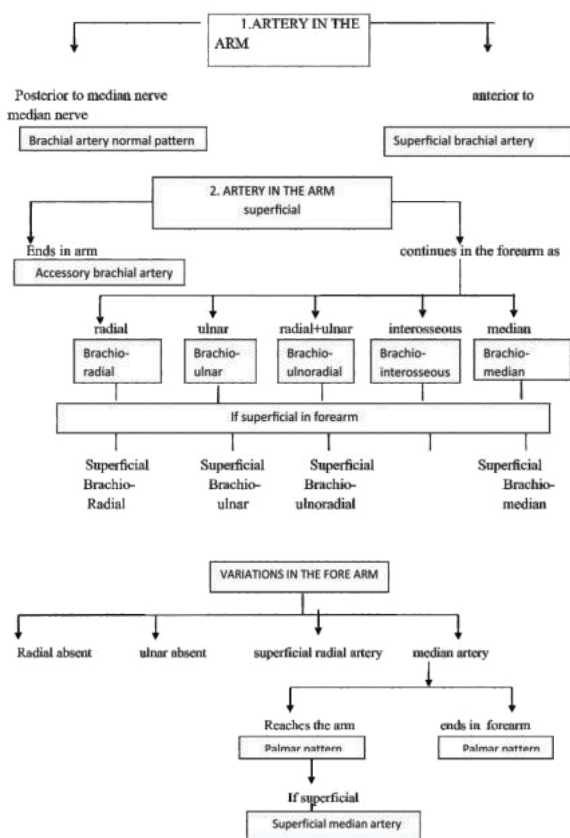 1.ARTERY IN THE
ARM
Posterior to median nerve anterior to
median nerve
Brachial artery normal pattern Superficial brachial artery
2. ARTERY IN THE ARM
superficial
Ends in arm continues in the forearm as
Accessory brachial artery
radial ulnar radial+ulnar interosseous median
Brachio- Brachio- Brachio- Brachio- Brachio-
radial ulnar ulnoradial interosseous median
If superficial in forearm
Superficial Superficial Superficial Superficial
Brachio- Brachio- Brachio- Brachio-
Radial ulnar ulnoradial median
VARIATIONS IN THE FORE ARM
Radial absent ulnar absent superficial radial artery median artery
Reaches the arm ends in forearm
Palmar pattern Palmar pattern
If superficial
Superficial median artery